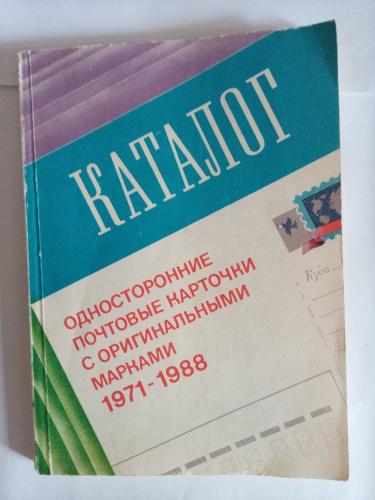 КАТАЛОГ
ОДНОСТОРОННИЕ
ПОЧТОВЫЕ КАРТОЧКИ
С ОРИГИНАЛЬНЫМИ
МАРКАМИ
1971-1988
Куда